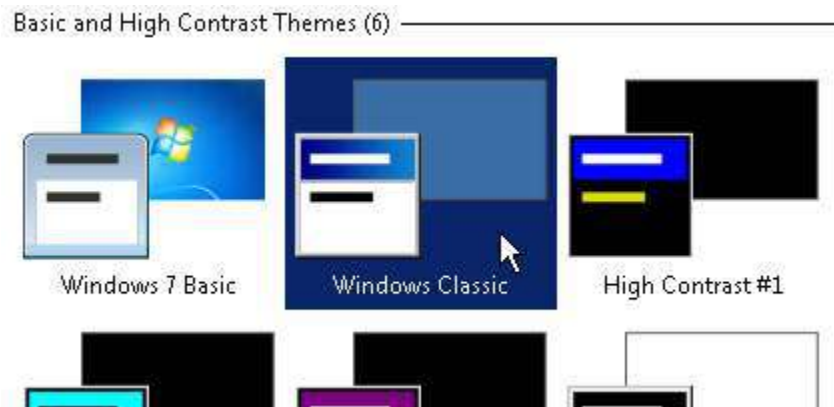 Basic and High Contrast Themes (6)
Windows 7 Basic
Windows Classic
High Contrast #1